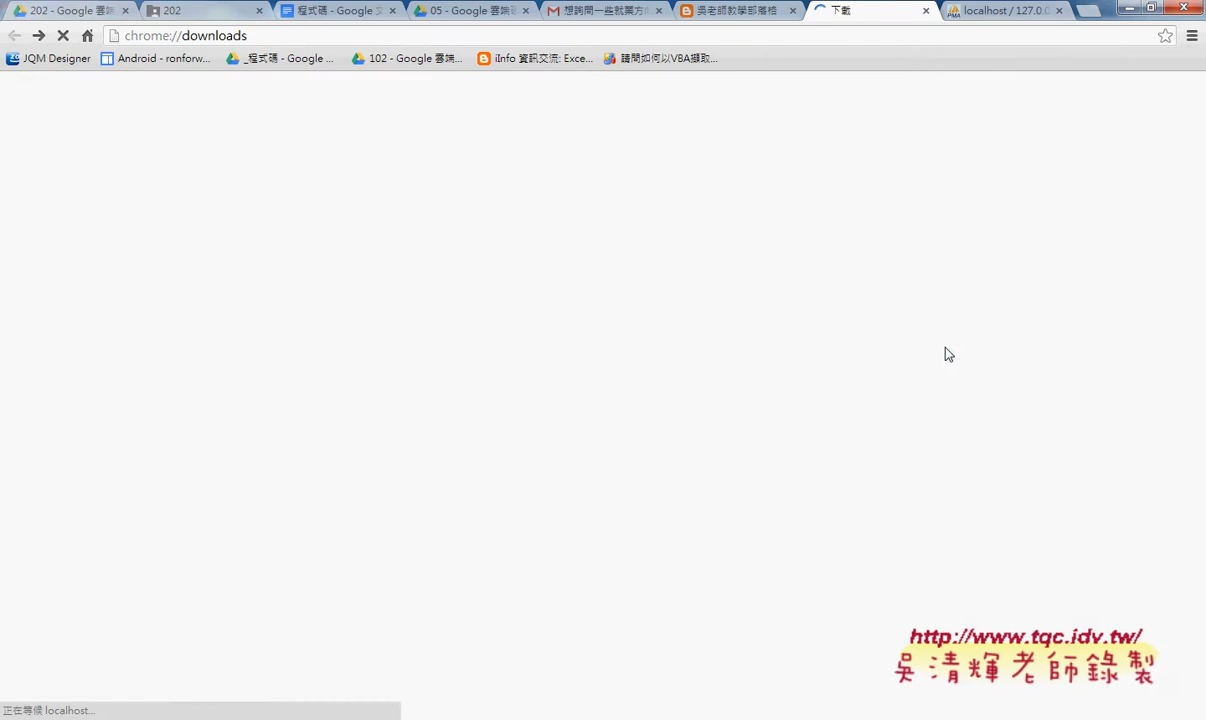 202 - Google 雲端
202
程式碼 - Google 文
05 - Google 雲端硬
想詢問一些就業方向
吳老師教學部落格
下載
localhost / 127.0.0
chrome://downloads
JQM Designer
Android - ronforw...
_程式碼 - Google ...
102 - Google 雲端...
iInfo 資訊交流: Exce...
請問如何以VBA擷取...
http://www.tqc.idv.tw/
吳清輝老師錄製
正在等候 localhost...